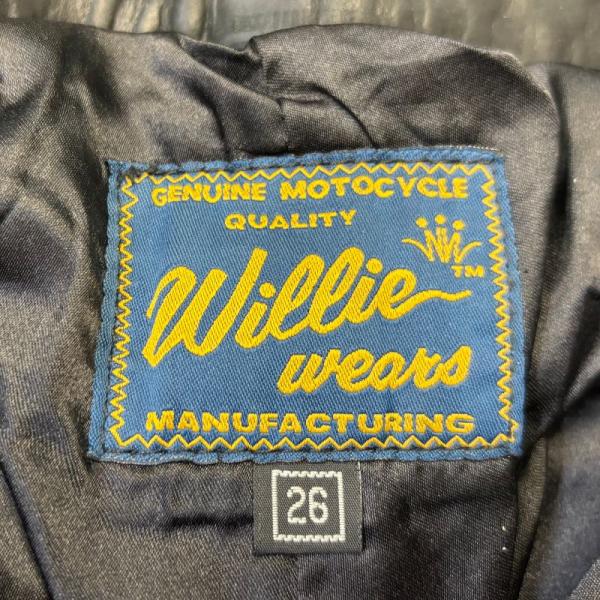 GENUINE MOTOCYCLE
QUALITY
Willie
TM
wears
MANUFACTURING
26